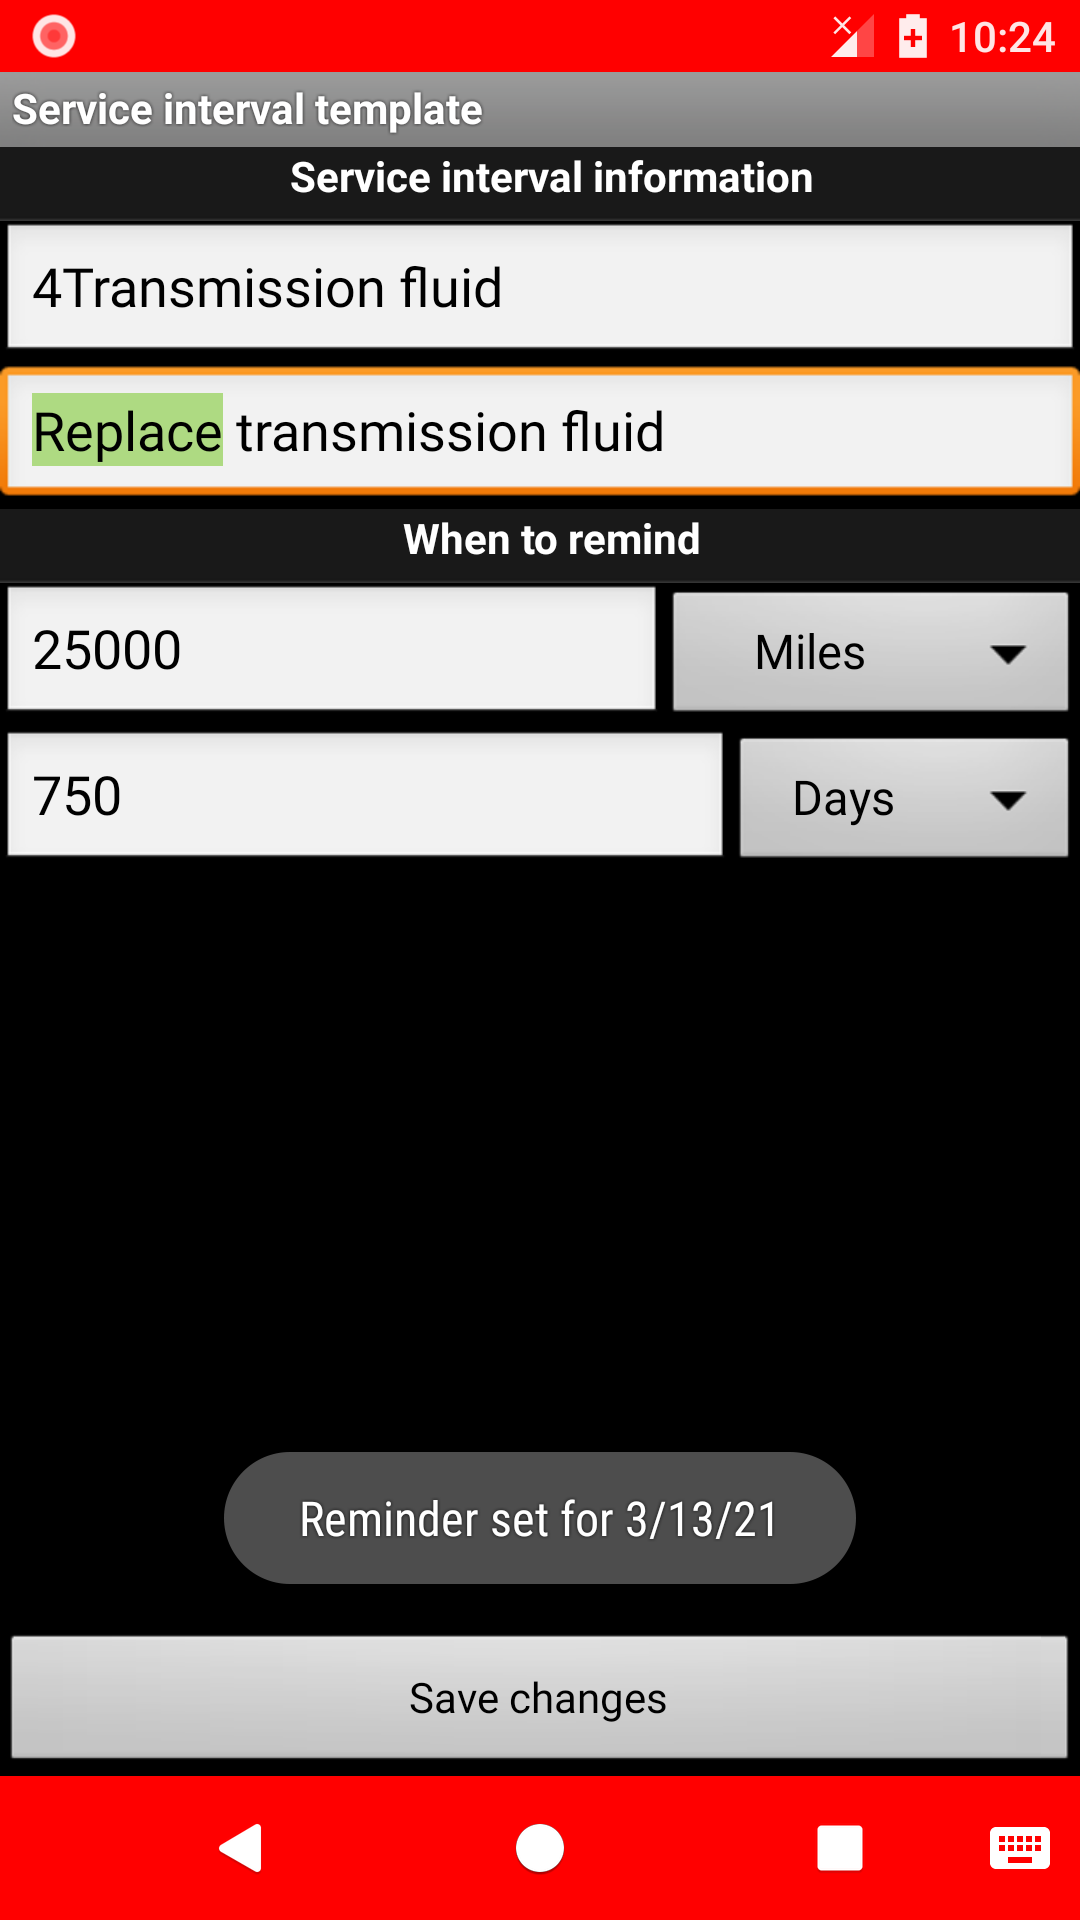 10:24
Service interval template
Service interval information
4Transmission fluid
Replace transmission fluid
When to remind
25000
Miles
750
Days
Reminder set for 3/13/21
Save changes